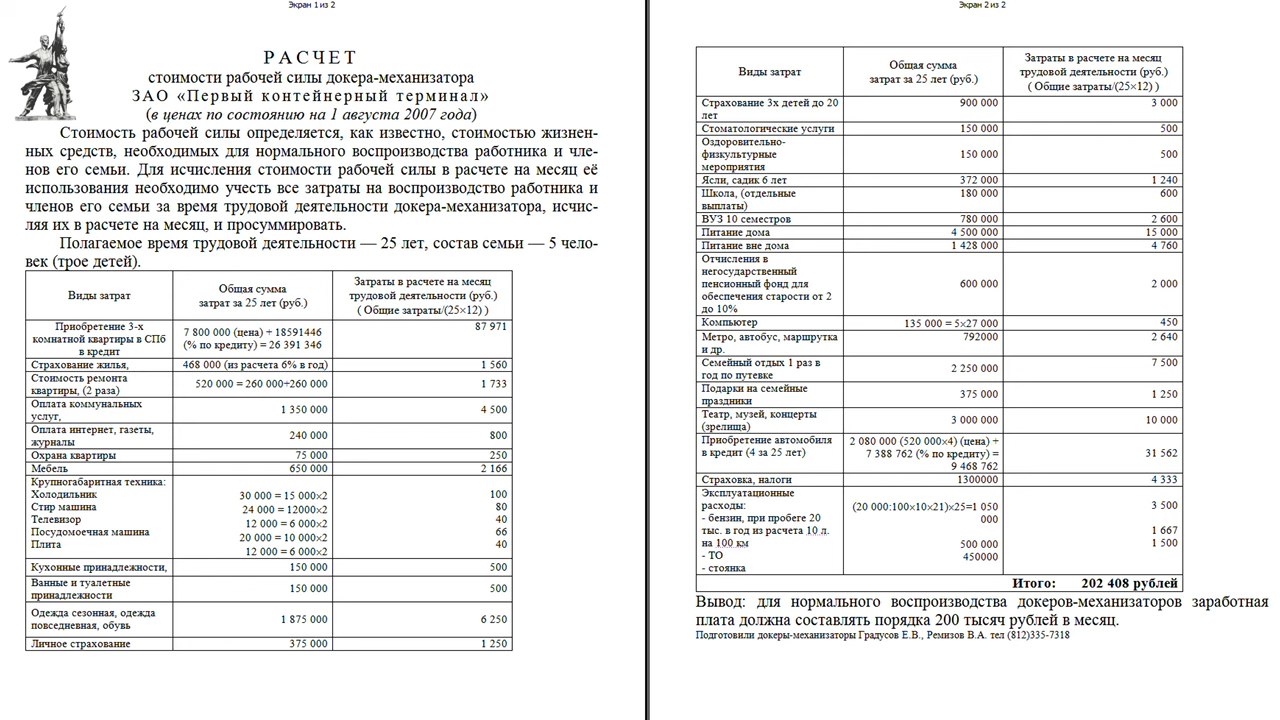 Экран 1 из 2
РАСЧЕТ
стоимости рабочей силы докера-механизатора
ЗАО «Первый контейнерный терминал»
(в ценах по состоянию на 1 августа 2007 года)
Стоимость рабочей силы определяется, как известно, стоимостью жизнен-
ных средств, необходимых для нормального воспроизводства работника и чле-
нов его семьи. Для исчисления стоимости рабочей силы в расчете на месяц её
использования необходимо учесть все затраты на воспроизводство работника и
членов его семьи за время трудовой деятельности докера-механизатора, исчис-
ляя их в расчете на месяц, и просуммировать.
Полагаемое время трудовой деятельности — 25 лет, состав семьи — 5 чело-
век (трое детей).
Виды затрат
Общая сумма
затрат за 25 лет (руб.)
Затраты в расчете на месяц
трудовой деятельности (руб.)
( Общие затраты/(25×12) )
Приобретение 3-х
комнатной квартиры в СПб
в кредит
7 800 000 (цена) + 18591446
(% по кредиту) = 26 391 346
87 971
Страхование жилья, 468 000 (из расчета 6% в год) 1 560
Стоимость ремонта
квартиры, (2 раза)
520 000 = 260 000+260 000 1 733
Оплата коммунальных
услуг,
1 350 000 4 500
Оплата интернет, газеты,
журналы
240 000 800
Охрана квартиры 75 000 250
Мебель 650 000 2 166
Крупногабаритная техника:
Холодильник 30 000 = 15 000×2 100
Стир машина 24 000 = 12000×2 80
Телевизор 12 000 = 6 000×2 40
Посудомоечная машина 20 000 = 10 000×2 66
Плита 12 000 = 6 000×2 40
Кухонные принадлежности, 150 000 500
Ванные и туалетные
принадлежности
150 000 500
Одежда сезонная, одежда
повседневная, обувь
1 875 000 6 250
Личное страхование 375 000 1 250
Экран 2 из 2
Виды затрат
Общая сумма
затрат за 25 лет (руб.)
Затраты в расчете на месяц
трудовой деятельности (руб.)
( Общие затраты/(25×12) )
Страхование 3х детей до 20
лет
900 000 3 000
Стоматологические услуги 150 000 500
Оздоровительно-
физкультурные
мероприятия
150 000 500
Ясли, садик 6 лет 372 000 1 240
Школа, (отдельные
выплаты)
180 000 600
ВУЗ 10 семестров 780 000 2 600
Питание дома 4 500 000 15 000
Питание вне дома 1 428 000 4 760
Отчисления в
негосударственный
пенсионный фонд для
обеспечения старости от 2
до 10%
600 000 2 000
Компьютер 135 000 = 5×27 000 450
Метро, автобус, маршрутка
и др.
792000 2 640
Семейный отдых 1 раз в
год по путевке
2 250 000 7 500
Подарки на семейные
праздники
375 000 1 250
Театр, музей, концерты
(зрелища)
3 000 000 10 000
Приобретение автомобиля
в кредит (4 за 25 лет)
2 080 000 (520 000×4) (цена) +
7 388 762 (% по кредиту) =
9 468 762
31 562
Страховка, налоги 1300000 4 333
Эксплуатационные
расходы:
- бензин, при пробеге 20
тыс. в год из расчета 10 л.
на 100 км
- ТО
- стоянка
(20 000:100×10×21)×25=1 050
000
500 000
450000
3 500
1 667
1 500
Итого: 202 408 рублей
Вывод: для нормального воспроизводства докеров-механизаторов заработная
плата должна составлять порядка 200 тысяч рублей в месяц.
Подготовили докеры-механизаторы Градусов Е.В., Ремизов В.А. тел (812)335-7318